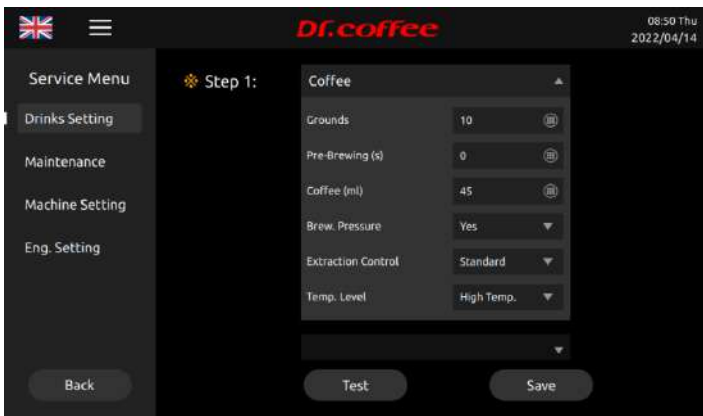 Dr.coffee
08:50 Thu
2022/04/14
Service Menu
Drinks Setting
Maintenance
Machine Setting
Eng. Setting
Back
※ Step 1:
Coffee
Grounds 10
Pre-Brewing (s) 0
Coffee (ml) 45
Brew. Pressure Yes
Extraction Control Standard
Temp. Level High Temp.
Test
Save